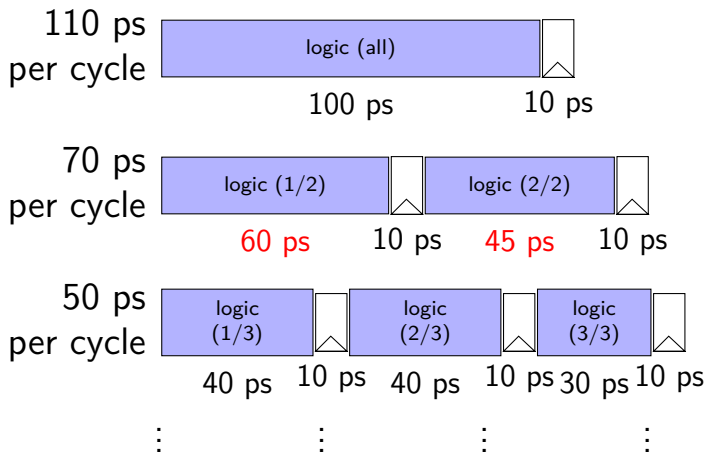 110 ps
per cycle
logic (all)
100 ps
10 ps
70 ps
per cycle
logic (1/2)
logic (2/2)
60 ps
10 ps
45 ps
10 ps
50 ps
per cycle
logic
(1/3)
logic
(2/3)
logic
(3/3)
40 ps
10 ps
40 ps
10 ps
30 ps
10 ps